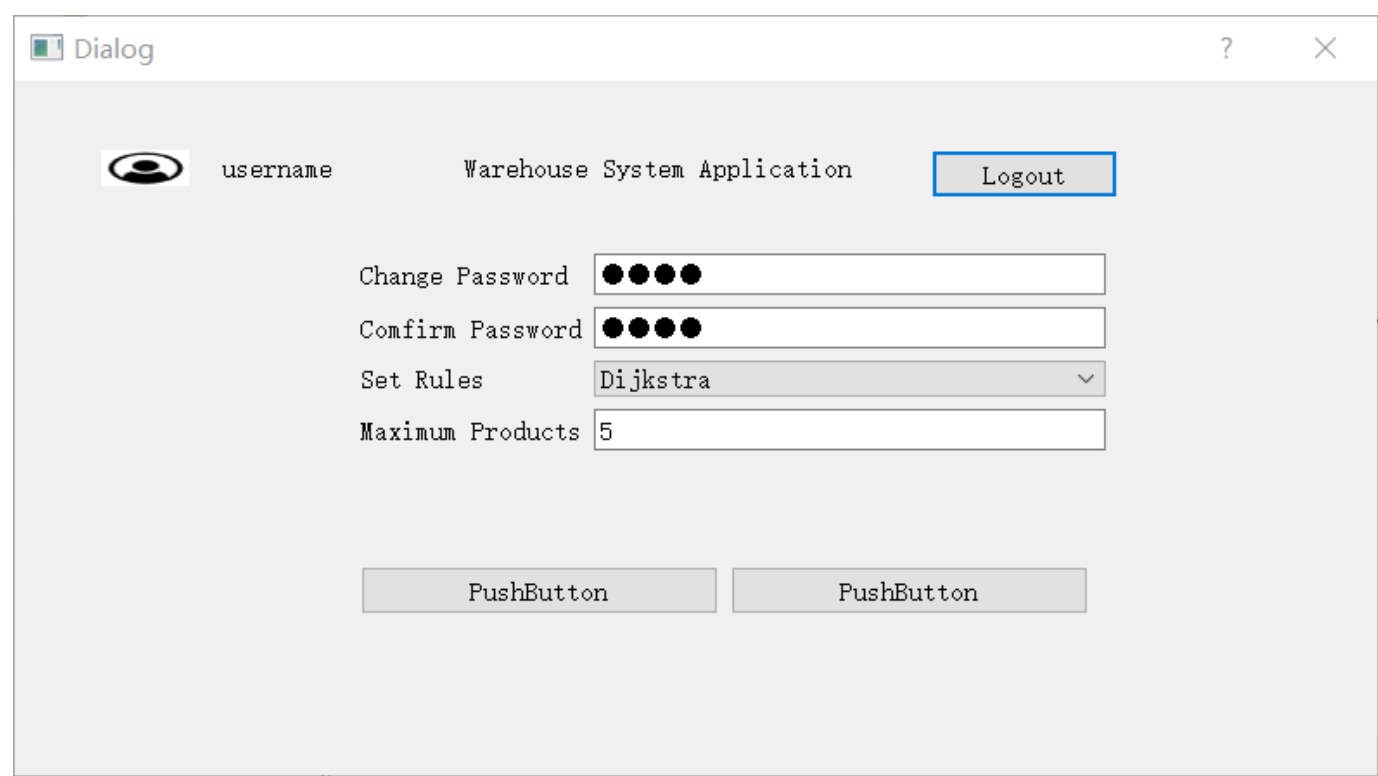 Dialog
username Warehouse System Application Logout
Change Password ●●●●
Comfirm Password ●●●●
Set Rules Dijkstra
Maximum Products 5
PushButton PushButton